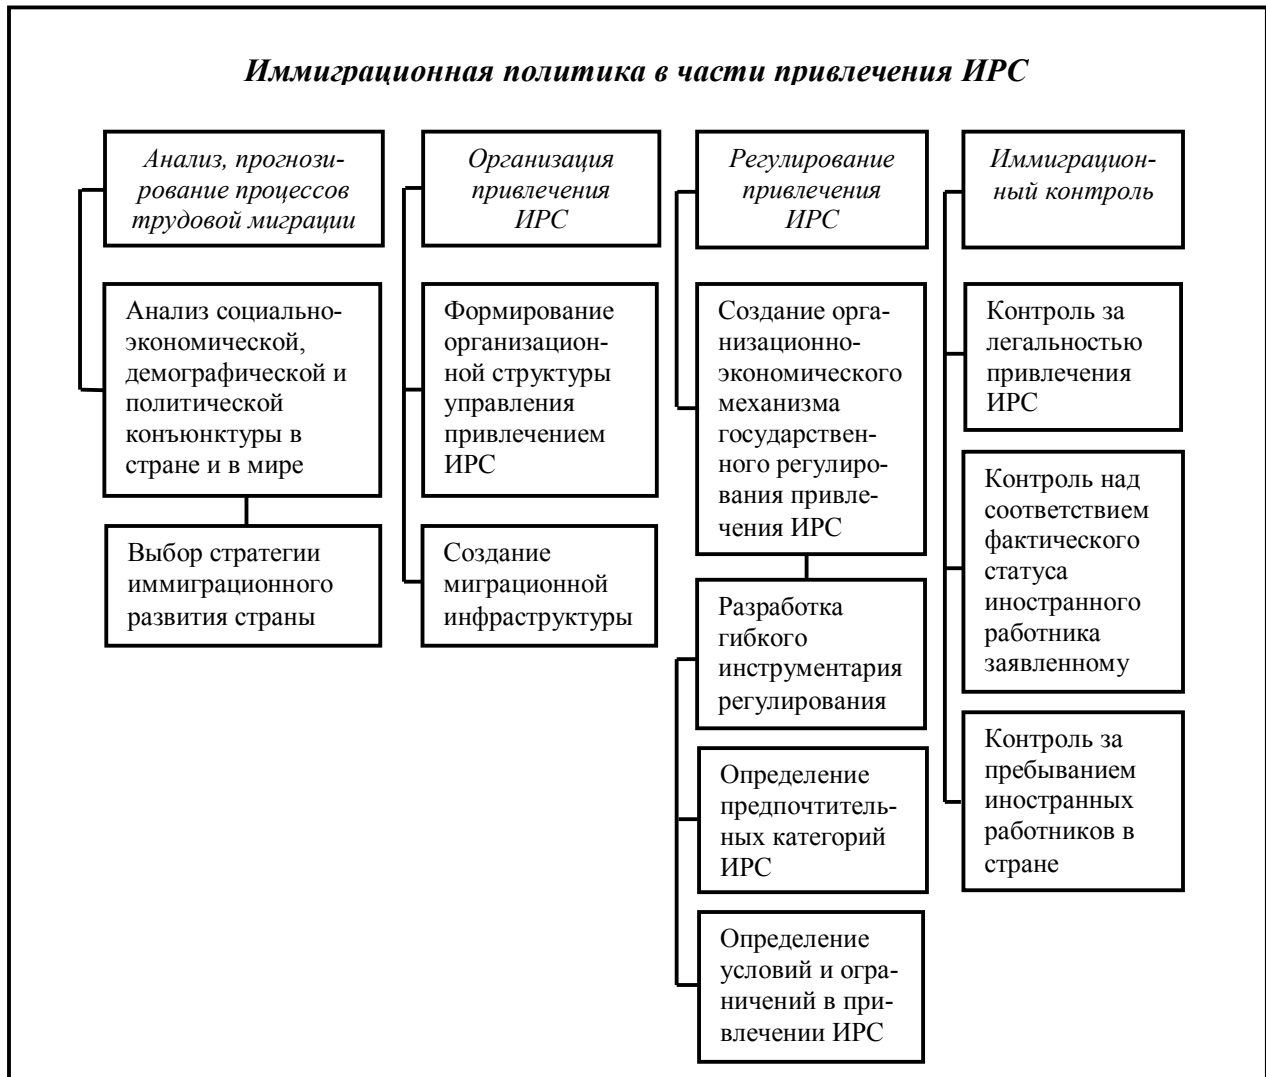 Иммиграционная политика в части привлечения ИРС
Анализ, прогнози-
рование процессов
трудовой миграции
Анализ социально-
экономической,
демографической и
политической
конъюнктуры в
стране и в мире
Выбор стратегии
иммиграционного
развития страны
Организация
привлечения
ИРС
Формирование
организацион-
ной структуры
управления
привлечением
ИРС
Создание
миграционной
инфраструктуры
Регулирование
привлечения
ИРС
Создание орга-
низационно-
экономического
механизма
государствен-
ного регулиро-
вания привле-
чения ИРС
Разработка
гибкого
инструментария
регулирования
Определение
предпочтитель-
ных категорий
ИРС
Определение
условий и огра-
ничений в при-
влечении ИРС
Иммиграцион-
ный контроль
Контроль за
легальностью
привлечения
ИРС
Контроль над
соответствием
фактического
статуса
иностранного
работника
заявленному
Контроль за
пребыванием
иностранных
работников в
стране